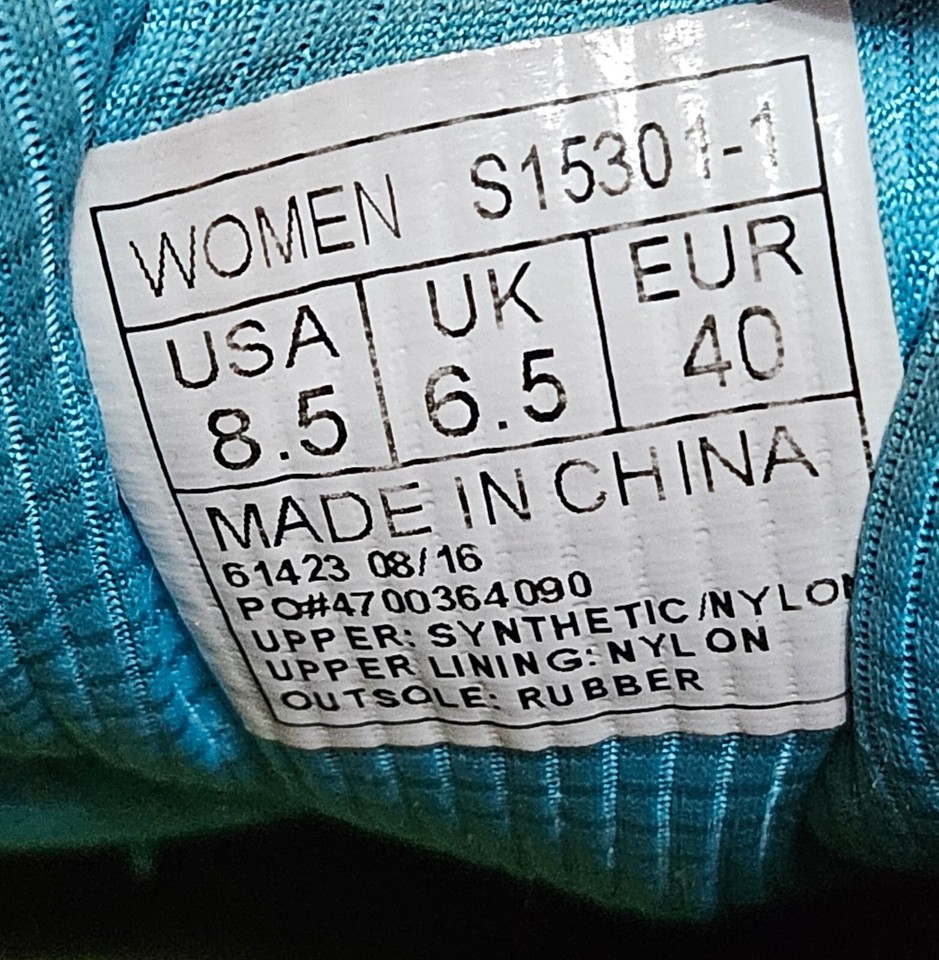 WOMEN S15301-1
USA UK EUR
8.5 6.5 40
MADE IN CHINA
61423 08/16
PO#4700364090
UPPER: SYNTHETIC/NYLON
UPPER LINING: NYLON
OUTSOLE: RUBBER